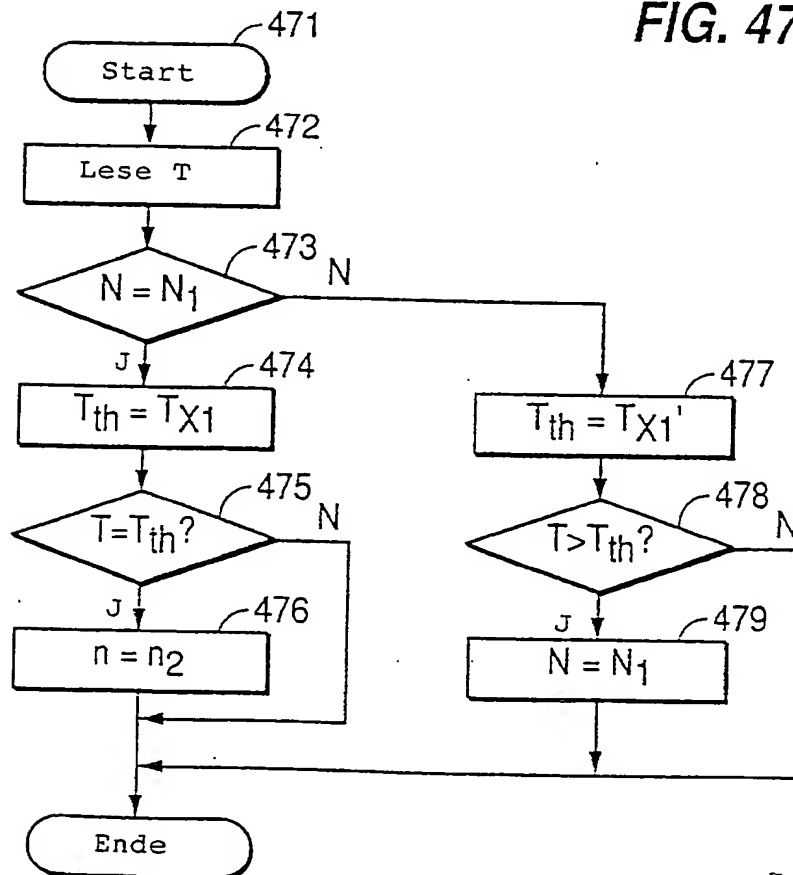 FIG. 47
471
Start
472
Lese T
473
N = N1
N
J
474
Tth = TX1
475
T=Tth?
N
J
476
n = n2
477
Tth = TX1'
478
T>Tth?
N
J
479
N = N1
Ende